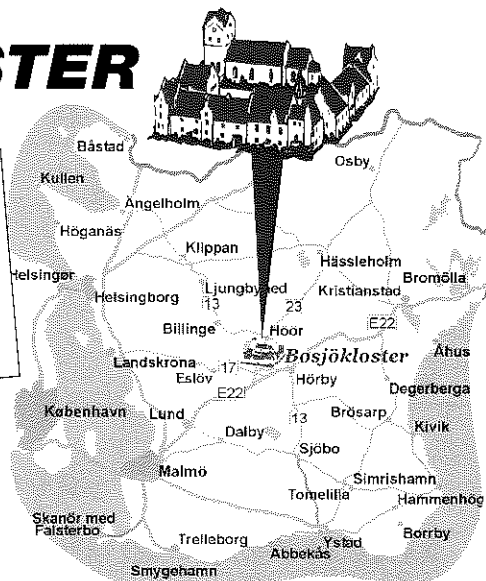 STER
Båstad
Osby
Kullen
Ängelholm
Höganäs
Klippan
Hässleholm
Helsingør
Ljungbyhed
Bromölla
Helsingborg
13
23
Kristianstad
Billinge
Höör
E22
Bosjökloster
Åhus
Landskrona
17
Eslöv
Hörby
Degerberga
E22
København
Lund
13
Brösarp
Kivik
Dalby
Sjöbo
Malmö
Simrishamn
Tomelilla
Hammenhög
Skanör med
Falsterbo
Trelleborg
Abbekås
Ystad
Borrby
Smygehamn